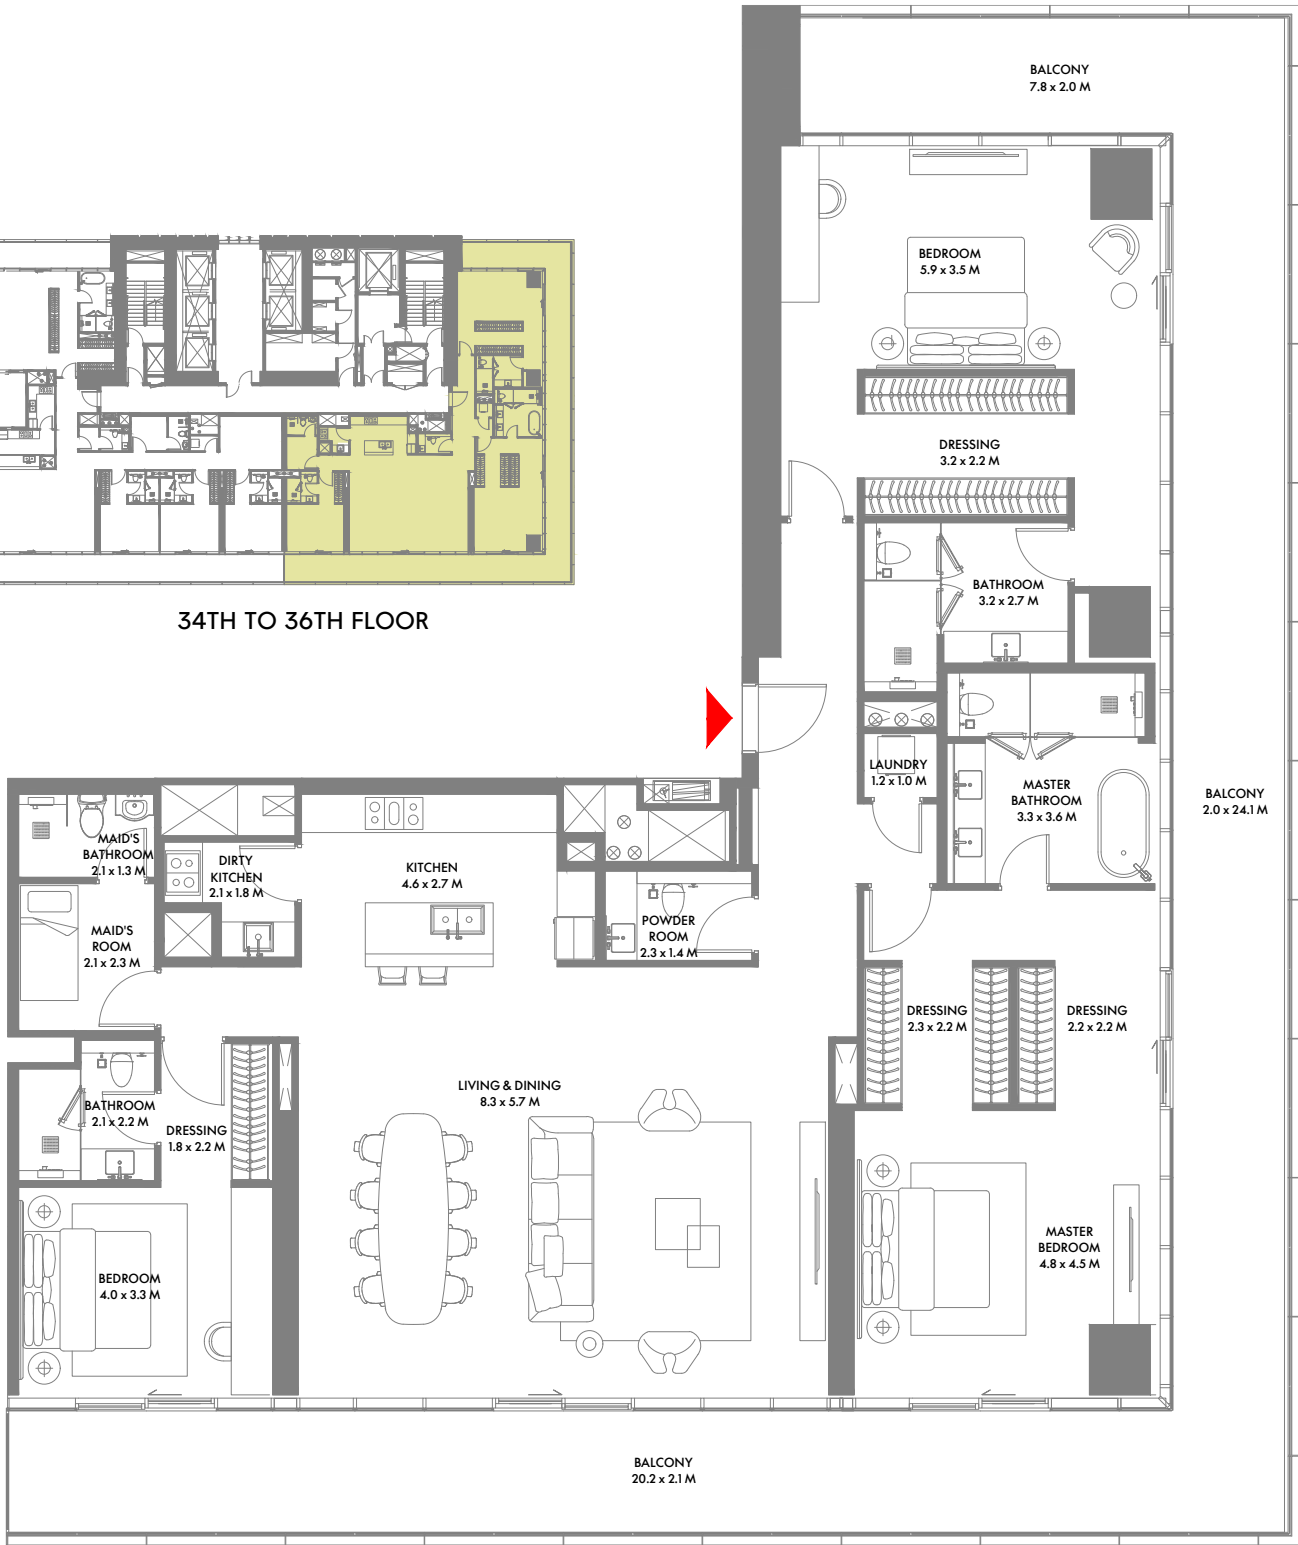 BALCONY
7.8 x 2.0 M
BEDROOM
5.9 x 3.5 M
DRESSING
3.2 x 2.2 M
BATHROOM
3.2 x 2.7 M
34TH TO 36TH FLOOR
LAUNDRY
1.2 x 1.0 M
MASTER
BATHROOM
3.3 x 3.6 M
BALCONY
2.0 x 24.1 M
MAID'S
BATHROOM
2.1 x 1.3 M
DIRTY
KITCHEN
2.1 x 1.8 M
KITCHEN
4.6 x 2.7 M
POWDER
ROOM
2.3 x 1.4 M
MAID'S
ROOM
2.1 x 2.3 M
DRESSING
2.3 x 2.2 M
DRESSING
2.2 x 2.2 M
LIVING & DINING
8.3 x 5.7 M
BATHROOM
2.1 x 2.2 M
DRESSING
1.8 x 2.2 M
MASTER
BEDROOM
4.8 x 4.5 M
BEDROOM
4.0 x 3.3 M
BALCONY
20.2 x 2.1 M